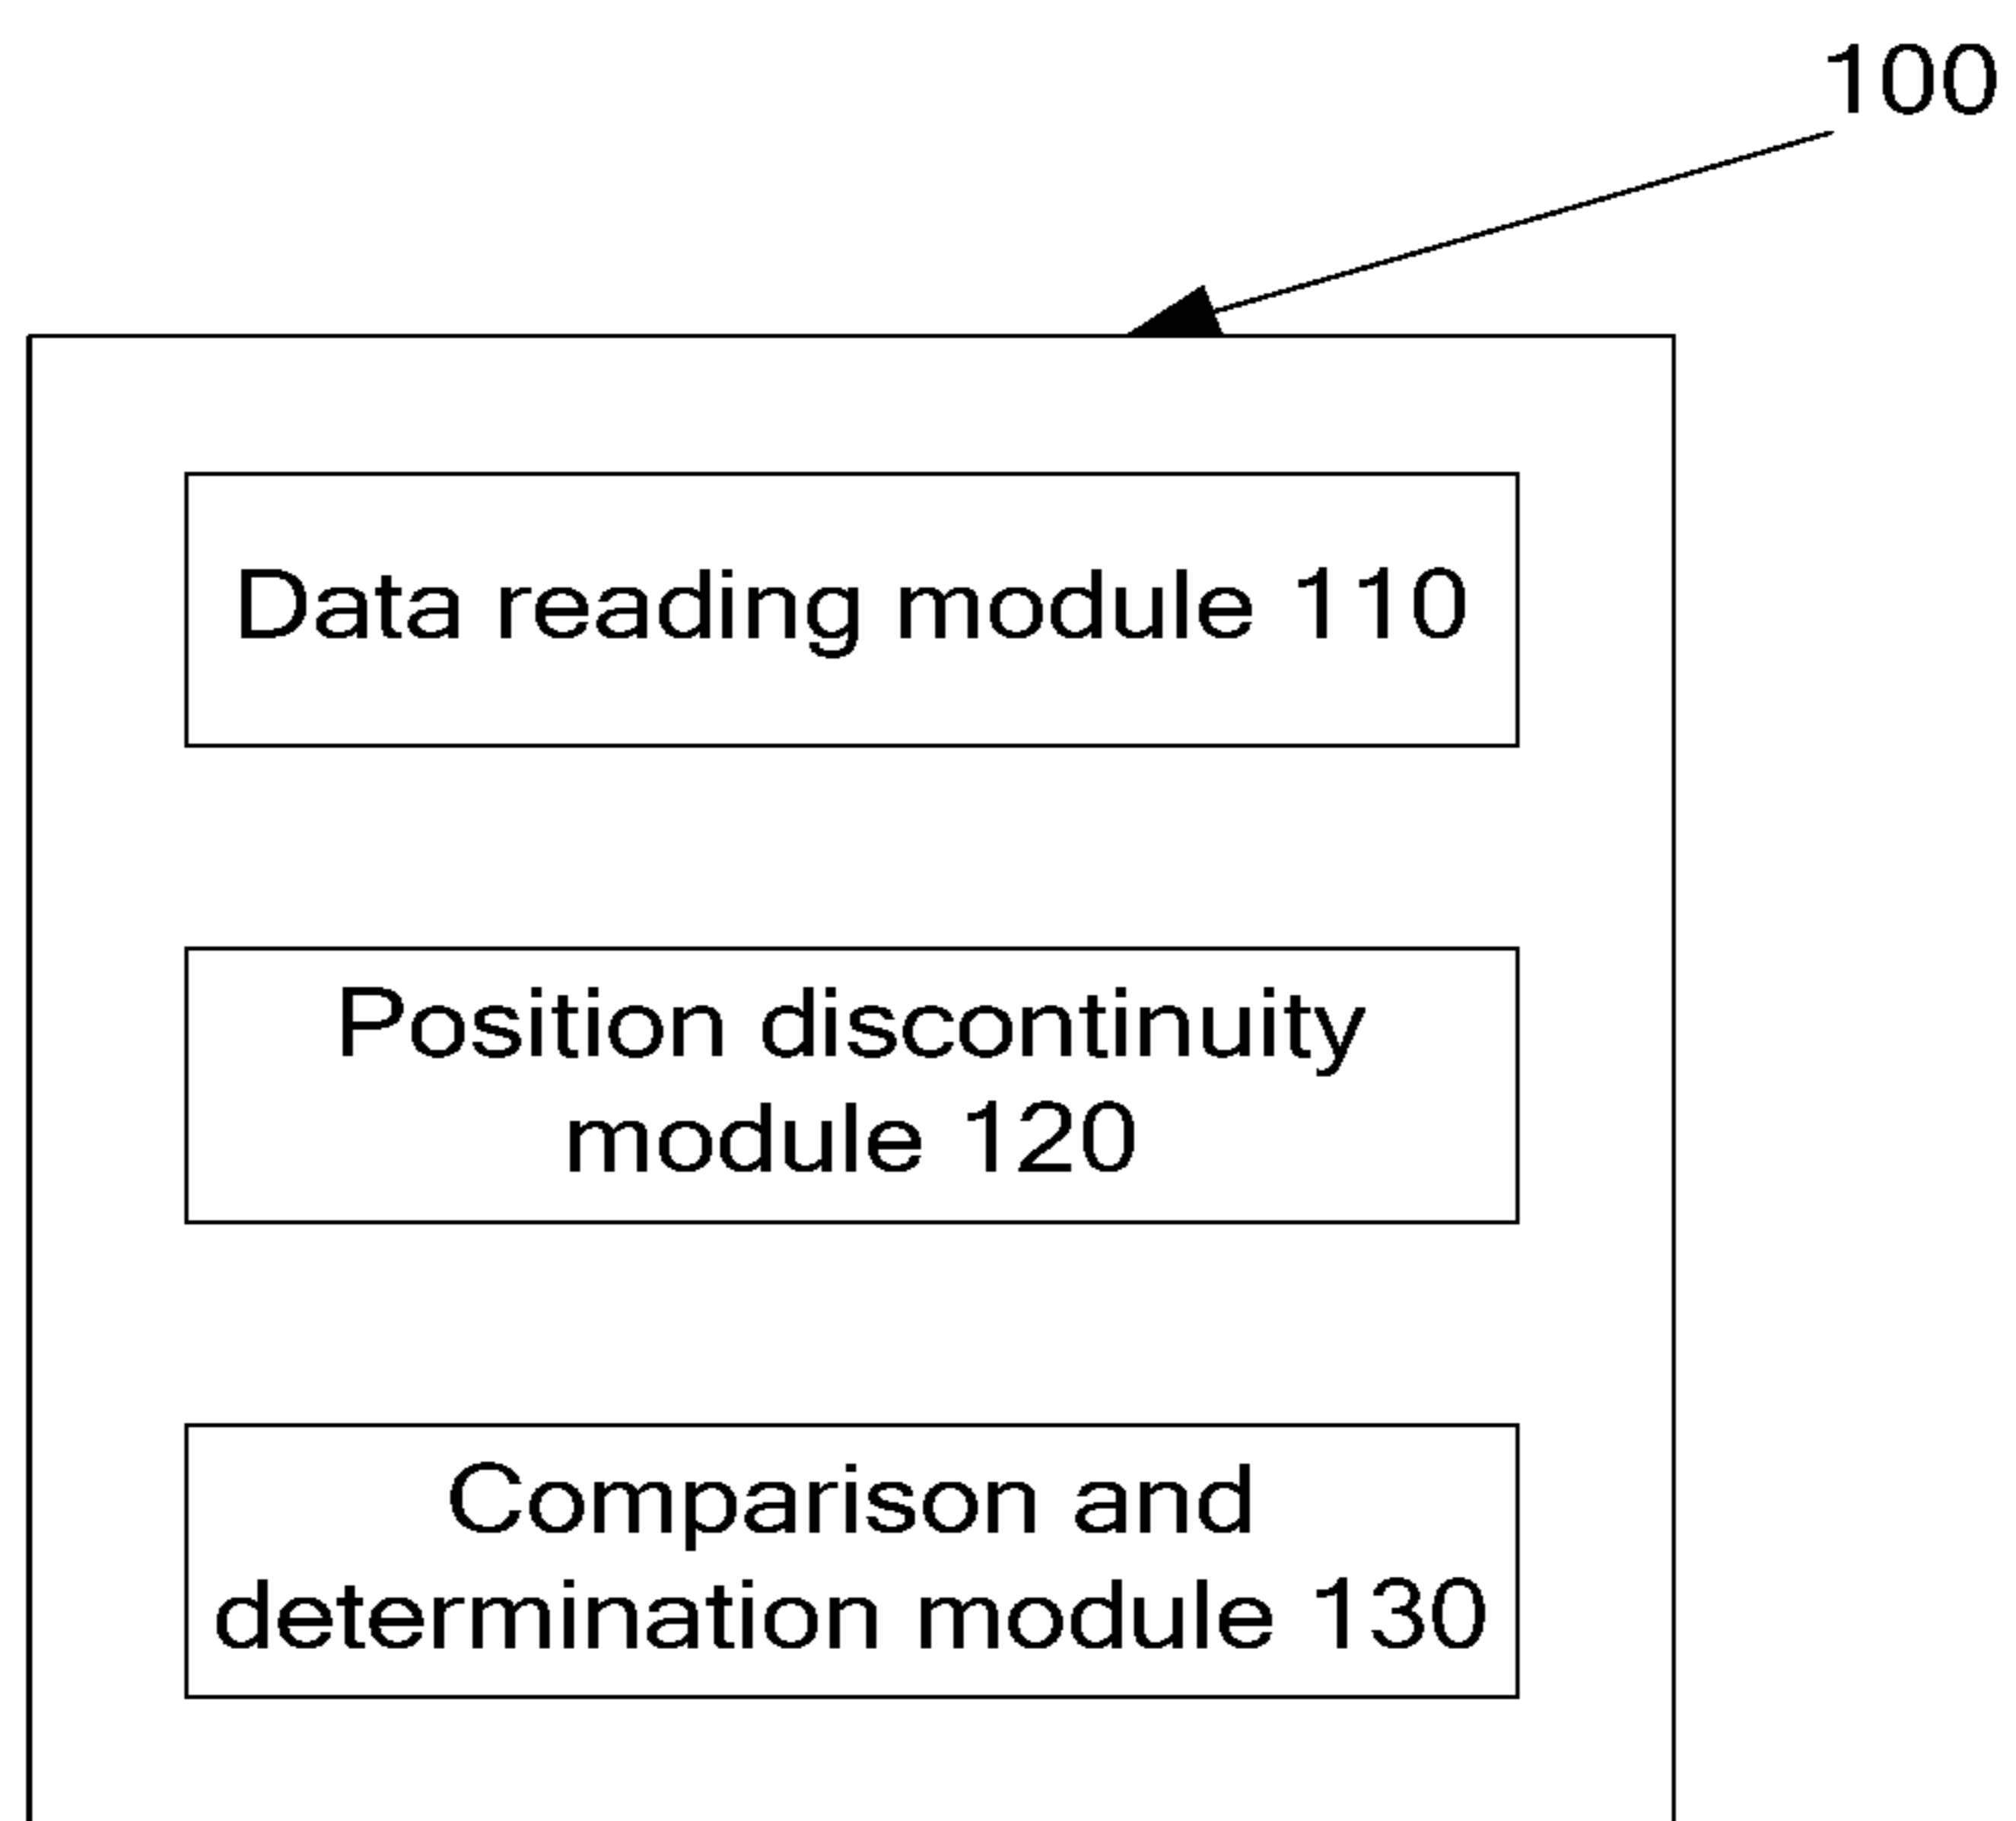 100
Data reading module 110
Position discontinuity
module 120
Comparison and
determination module 130